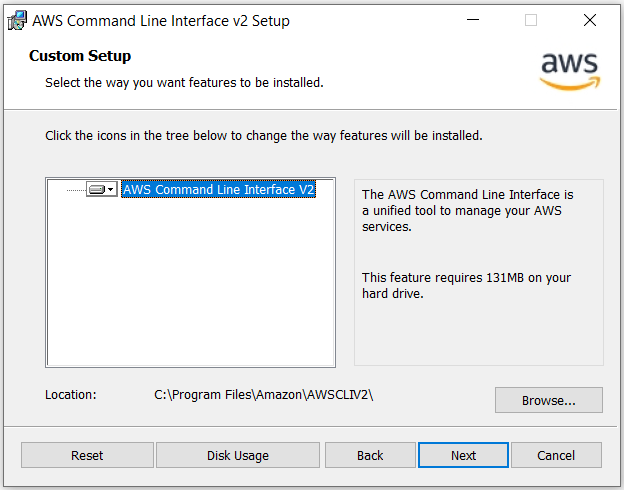 AWS Command Line Interface v2 Setup
Custom Setup
Select the way you want features to be installed.
aws
Click the icons in the tree below to change the way features will be installed.
AWS Command Line Interface V2
The AWS Command Line Interface is
a unified tool to manage your AWS
services.
This feature requires 131MB on your
hard drive.
Location: C:\Program Files\Amazon\AWSCLIV2\
Browse...
Reset Disk Usage Back Next Cancel